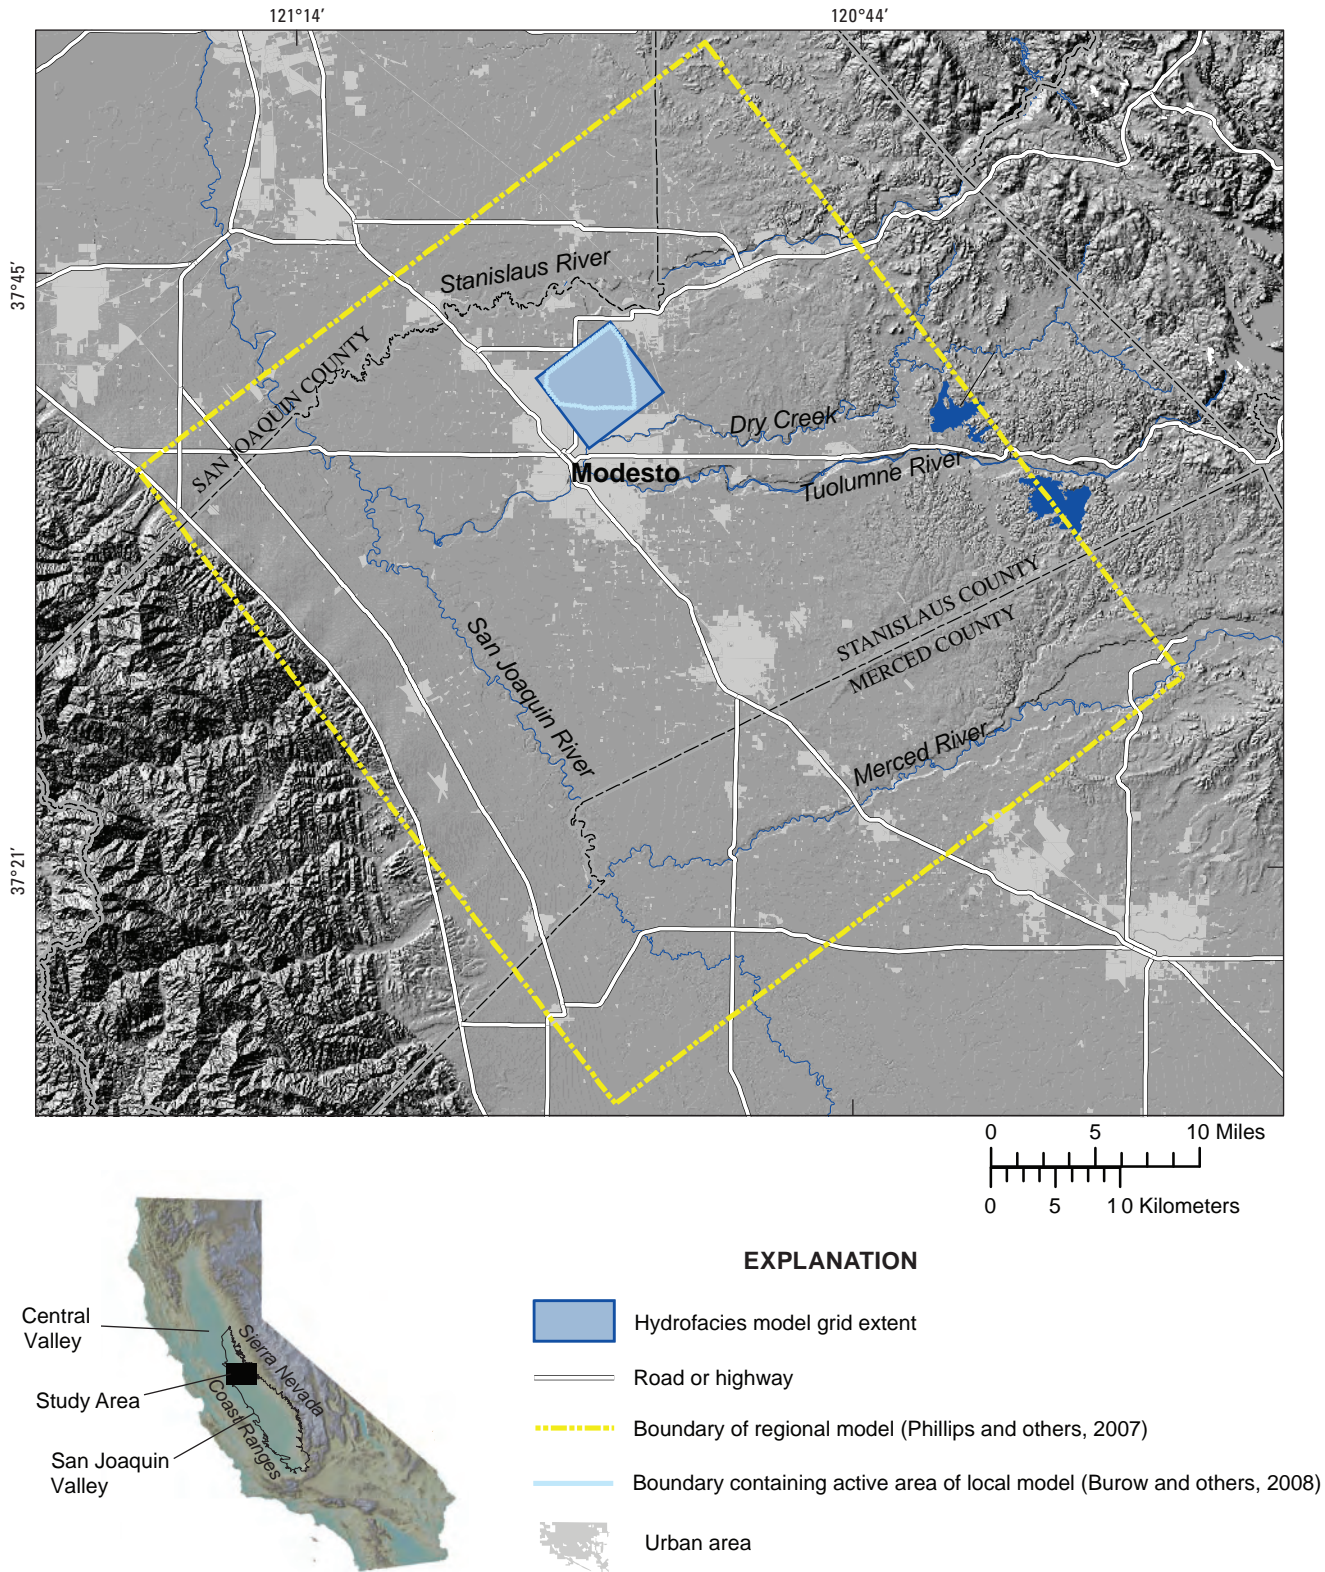 121°14′
120°44′
37°45′
Stanislaus River
SAN JOAQUIN COUNTY
Dry Creek
Modesto
Tuolumne River
STANISLAUS COUNTY
MERCED COUNTY
San Joaquin River
Merced River
37°21′
0 5 10 Miles
0 5 10 Kilometers
EXPLANATION
Hydrofacies model grid extent
Road or highway
Boundary of regional model (Phillips and others, 2007)
Boundary containing active area of local model (Burow and others, 2008)
Urban area
Central
Valley
Sierra Nevada
Study Area
Coast Ranges
San Joaquin
Valley